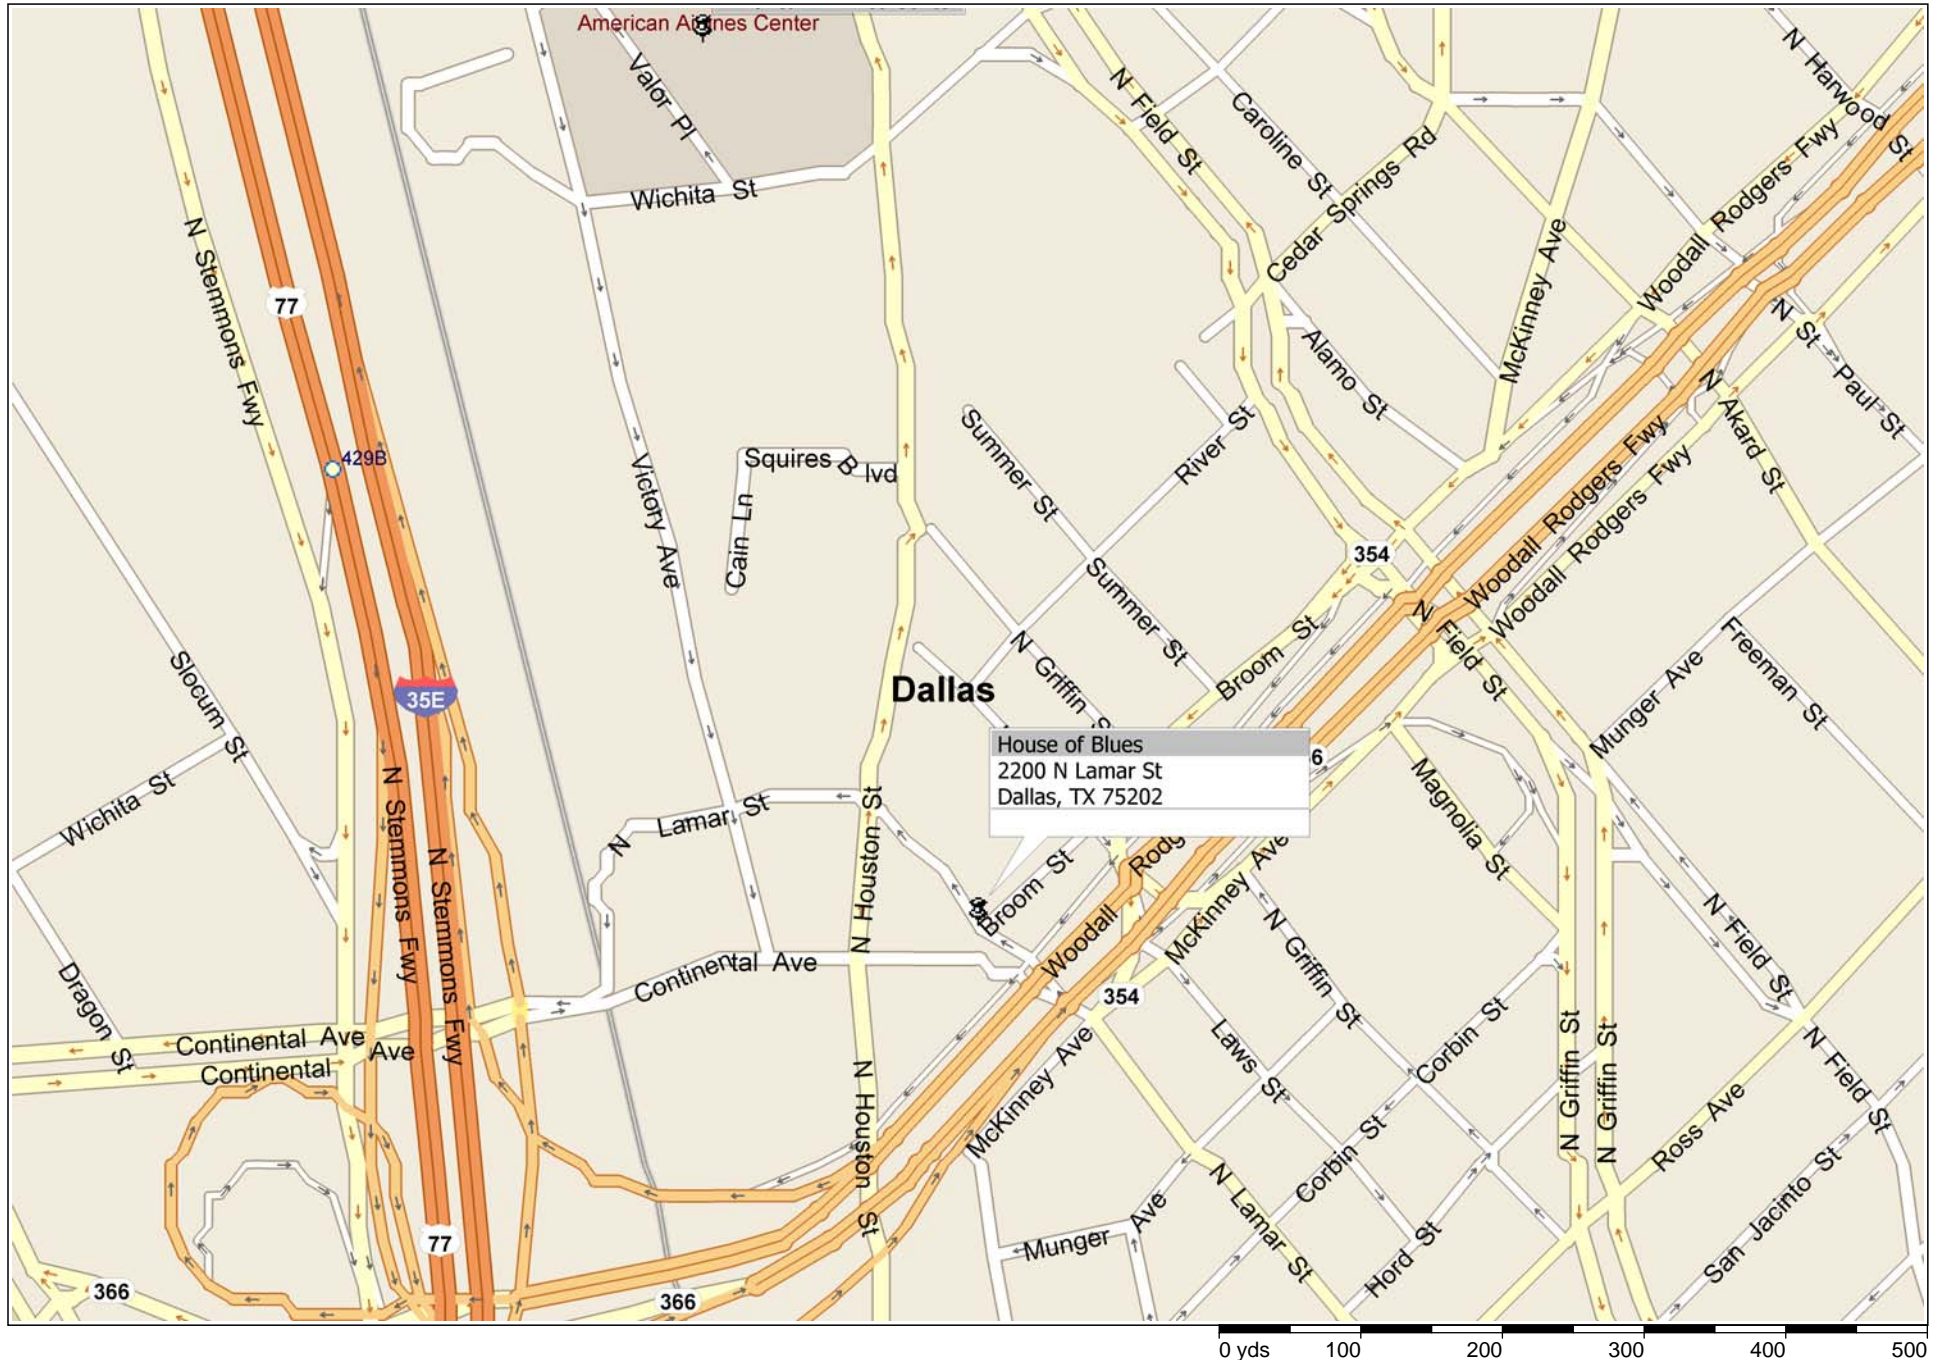 American Airlines Center
Valor Pl
N Field St
Caroline St
N Harwood St
Cedar Springs Rd
Woodall Rodgers Fwy
Wichita St
N Stemmons Fwy
77
McKinney Ave
N St Paul St
Alamo St
N Akard St
429B
Victory Ave
Squires Blvd
Cain Ln
Summer St
River St
Woodall Rodgers Fwy
Woodall Rodgers Fwy
354
Summer St
N Field St
Broom St
N Griffin S
Dallas
35E
Slocum St
Munger Ave
Freeman St
House of Blues
2200 N Lamar St
Dallas, TX 75202
6
Magnolia St
Wichita St
N Lamar St
N Houston St
N Stemmons Fwy
N Stemmons Fwy
Broom St
Woodall Rodg
McKinney Ave
N Griffin St
N Field St
Continental Ave
Dragon St
354
Continental Ave
Continental Ave
Laws St
Corbin St
N Griffin St
N Griffin St
N Field St
N Houston St
McKinney Ave
Corbin St
Ross Ave
N Lamar St
Munger Ave
Hord St
San Jacinto St
77
366
366
0 yds 100 200 300 400 500